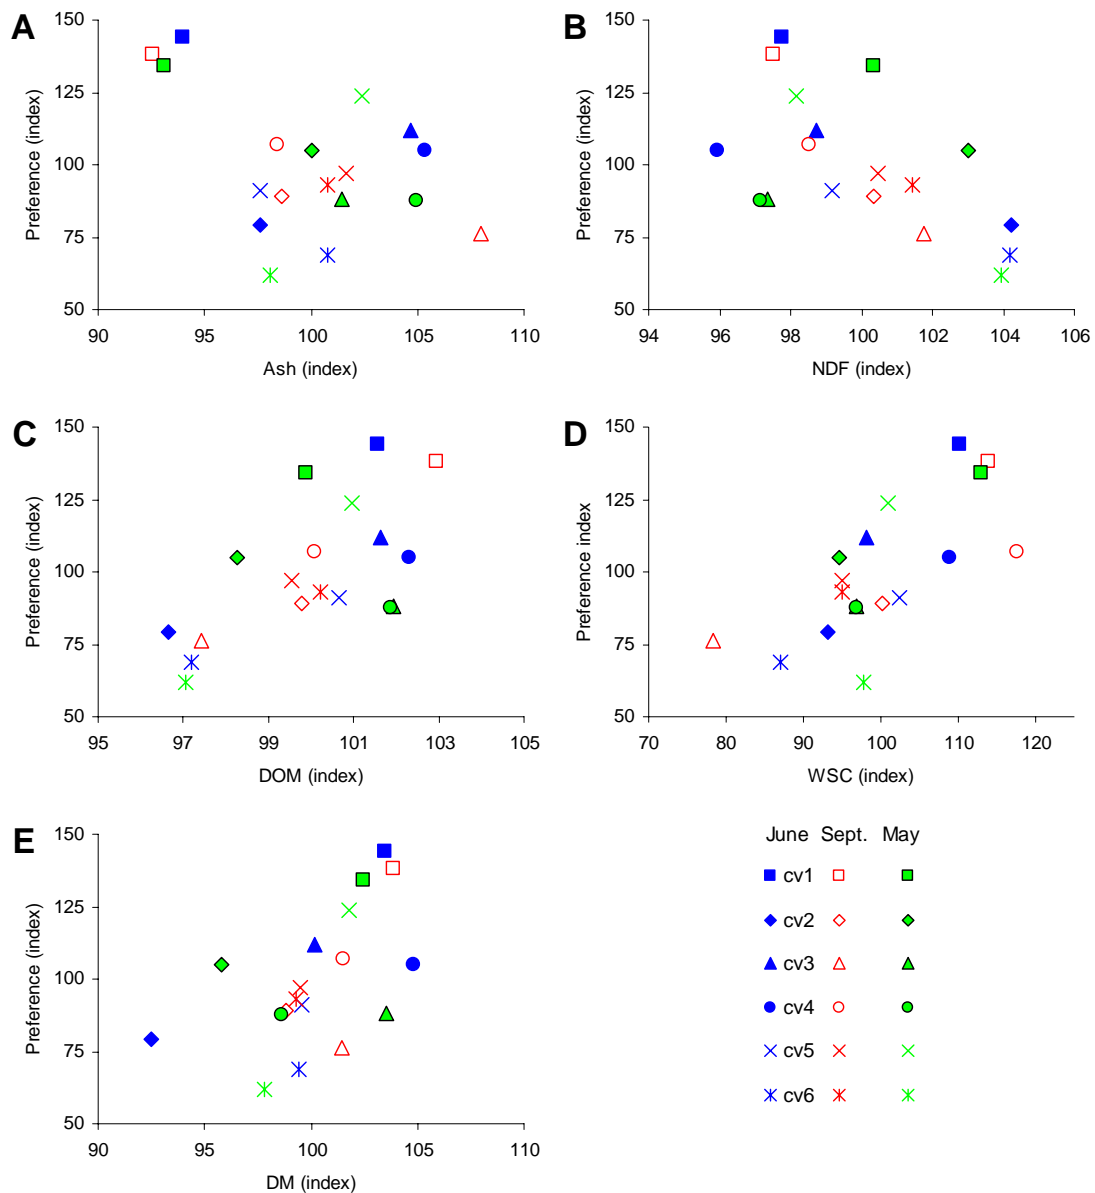 A
Preference (index)
150
125
100
75
50
90 95 100 105 110
Ash (index)
B
Preference (index)
150
125
100
75
50
94 96 98 100 102 104 106
NDF (index)
C
Preference (index)
150
125
100
75
50
95 97 99 101 103 105
DOM (index)
D
Preference index
150
125
100
75
50
70 80 90 100 110 120
WSC (index)
E
Preference (index)
150
125
100
75
50
90 95 100 105 110
DM (index)
June Sept. May
cv1
cv2
cv3
cv4
cv5
cv6